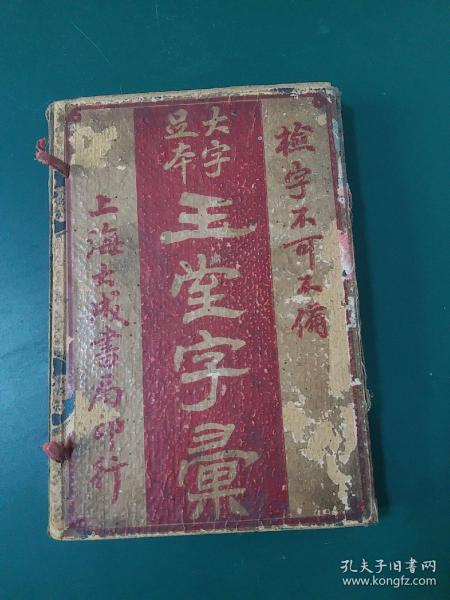 檢字不可不備
大字
足本
玉堂字彙
上海大成書局印行
孔夫子旧书网
www.kongfz.com